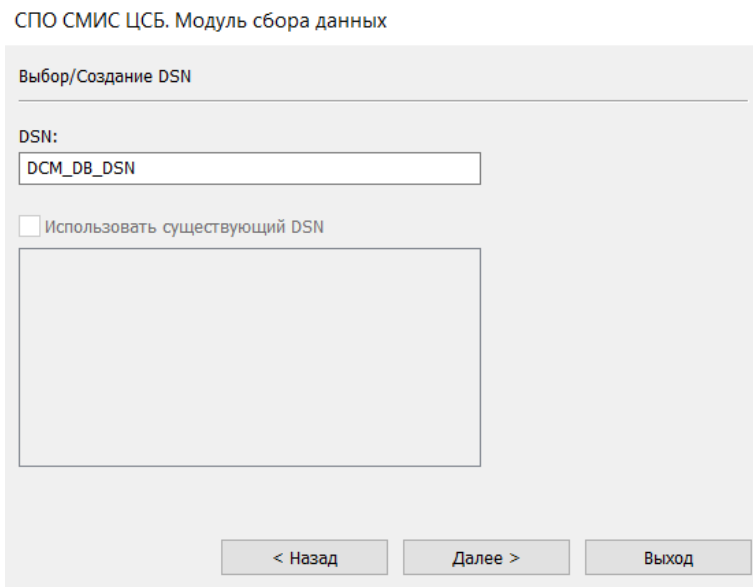 СПО СМИС ЦСБ. Модуль сбора данных
Выбор/Создание DSN
DSN:
DCM_DB_DSN
Использовать существующий DSN
< Назад
Далее >
Выход